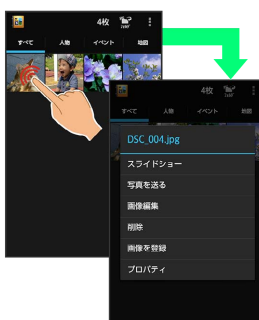 4枚
すべて 人物 イベント 地図
4枚
すべて 人物 イベント 地図
DSC_004.jpg
スライドショー
写真を送る
画像編集
削除
画像を登録
プロパティ